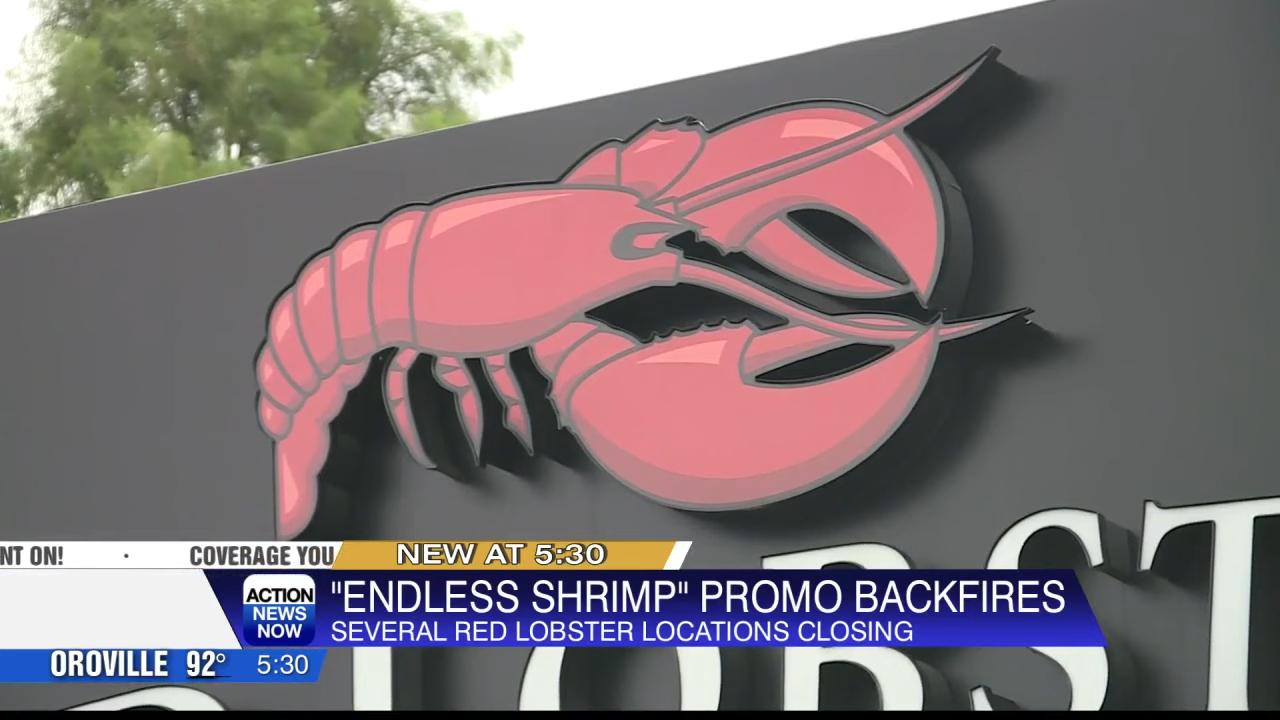 NT ON! · COVERAGE YOU
NEW AT 5:30
ACTION
NEWS
NOW
"ENDLESS SHRIMP" PROMO BACKFIRES
SEVERAL RED LOBSTER LOCATIONS CLOSING
OROVILLE 92° 5:30
LOBST